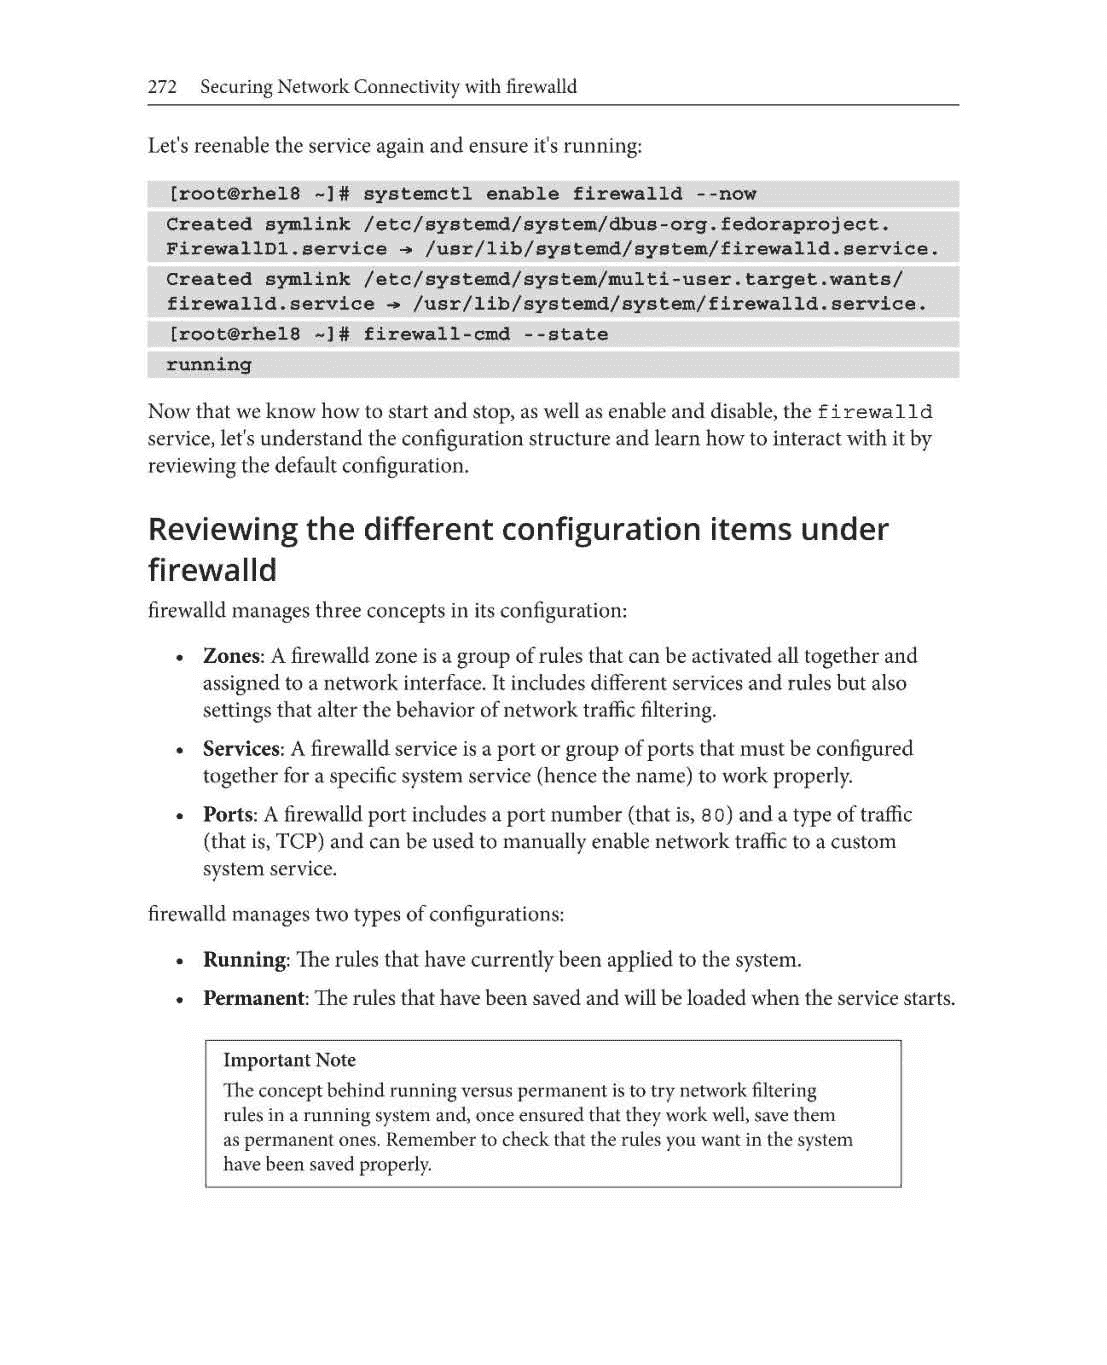 272 Securing Network Connectivity with firewalld
Let's reenable the service again and ensure it's running:
[root@rhel8 ~]# systemctl enable firewalld --now
Created symlink /etc/systemd/system/dbus-org.fedoraproject.
FirewallD1.service → /usr/lib/systemd/system/firewalld.service.
Created symlink /etc/systemd/system/multi-user.target.wants/
firewalld.service → /usr/lib/systemd/system/firewalld.service.
[root@rhel8 ~]# firewall-cmd --state
running
Now that we know how to start and stop, as well as enable and disable, the firewalld
service, let's understand the configuration structure and learn how to interact with it by
reviewing the default configuration.
Reviewing the different configuration items under
firewalld
firewalld manages three concepts in its configuration:
• Zones: A firewalld zone is a group of rules that can be activated all together and
assigned to a network interface. It includes different services and rules but also
settings that alter the behavior of network traffic filtering.
• Services: A firewalld service is a port or group of ports that must be configured
together for a specific system service (hence the name) to work properly.
• Ports: A firewalld port includes a port number (that is, 80) and a type of traffic
(that is, TCP) and can be used to manually enable network traffic to a custom
system service.
firewalld manages two types of configurations:
• Running: The rules that have currently been applied to the system.
• Permanent: The rules that have been saved and will be loaded when the service starts.
Important Note
The concept behind running versus permanent is to try network filtering
rules in a running system and, once ensured that they work well, save them
as permanent ones. Remember to check that the rules you want in the system
have been saved properly.